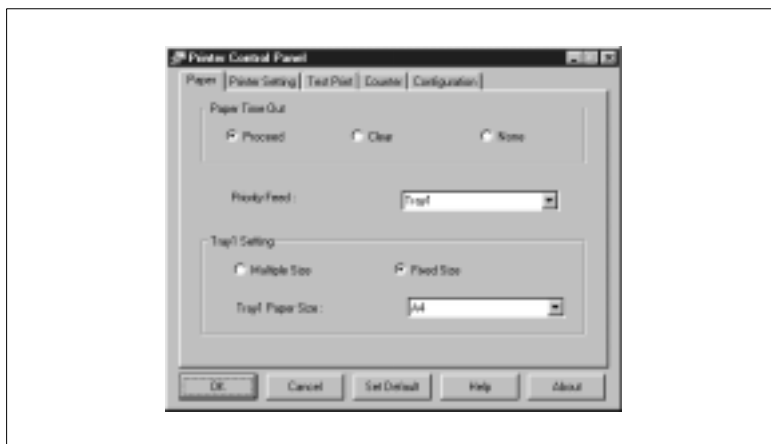 Printer Control Panel
Paper Printer Setting Test Print Counter Configuration
Paper Time Out
Proceed Clear None
Priority Feed : Tray1
Tray1 Setting
Multiple Size Fixed Size
Tray1 Paper Size : A4
OK Cancel Set Default Help About